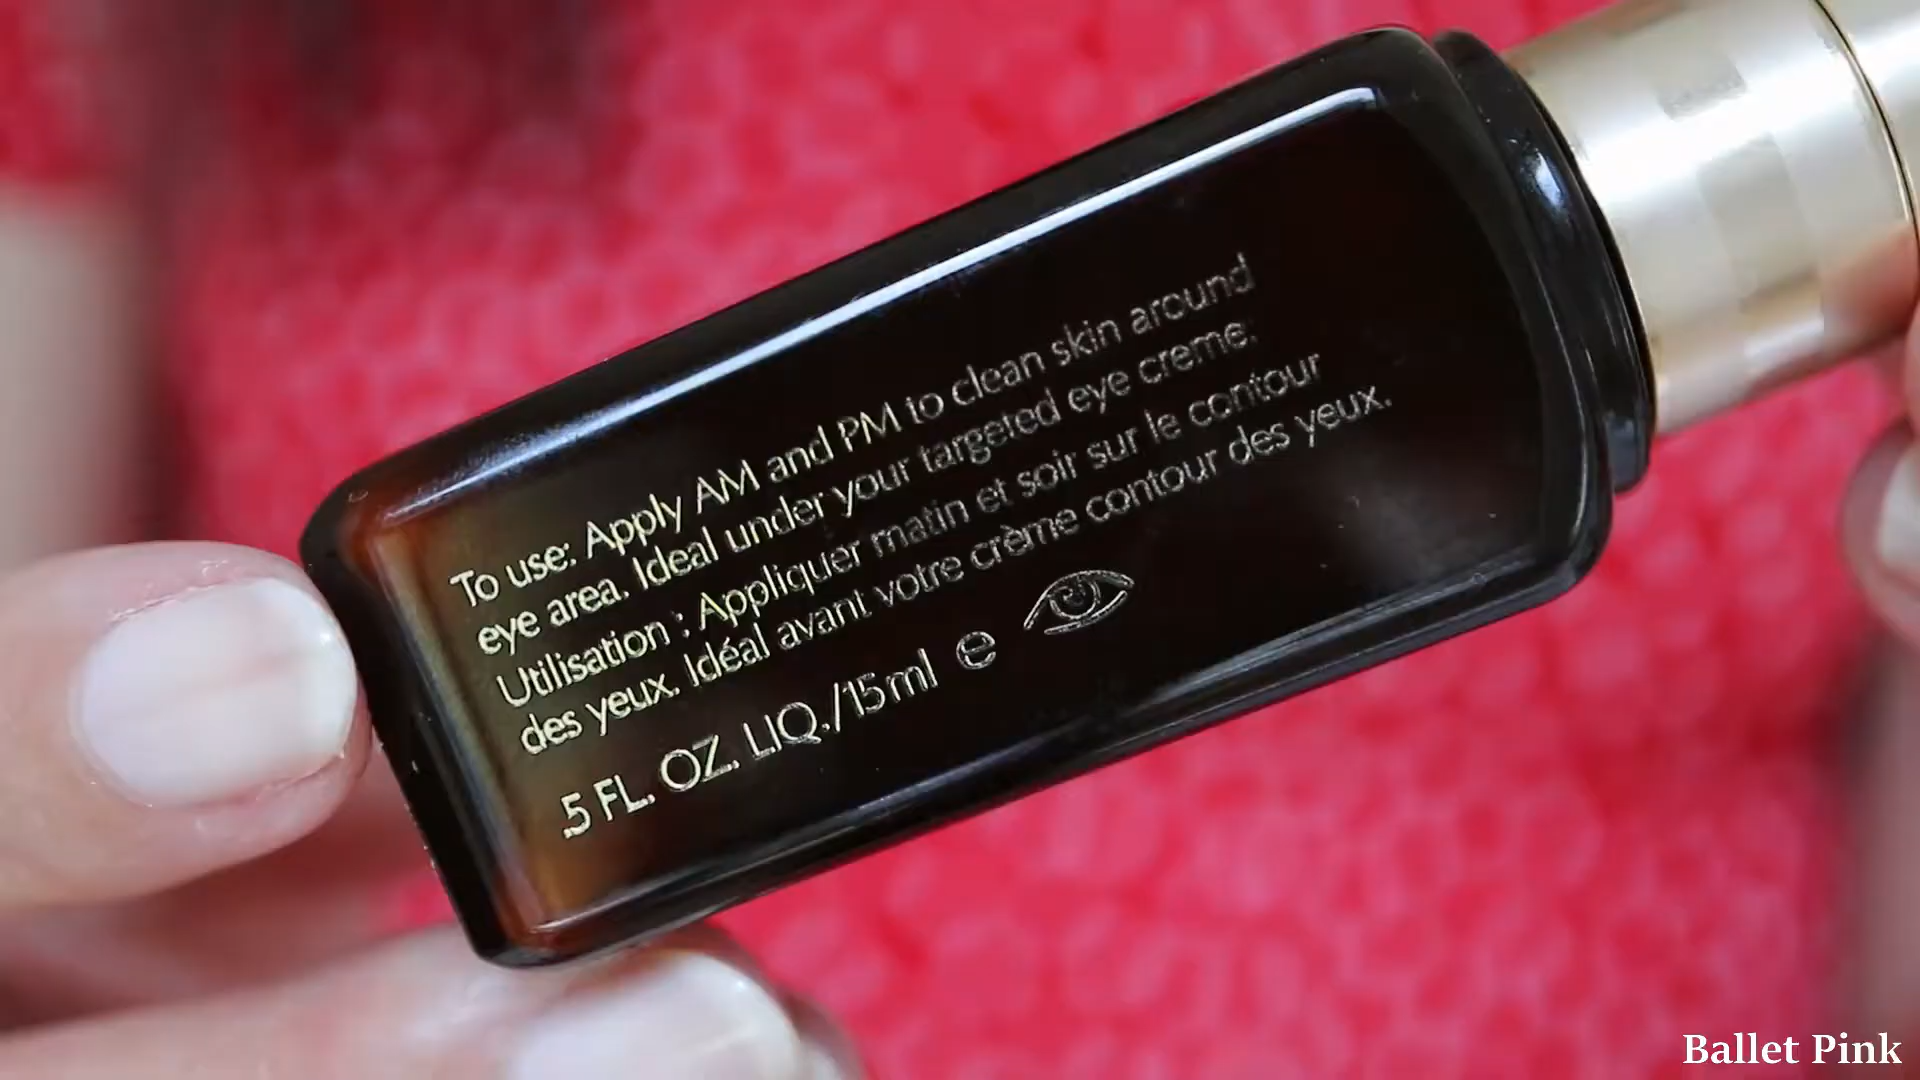 To use: Apply AM and PM to clean skin around
eye area. Ideal under your targeted eye creme.
Utilisation : Appliquer matin et soir sur le contour
des yeux. Idéal avant votre crème contour des yeux.
.5 FL. OZ. LIQ./15ml e
Ballet Pink